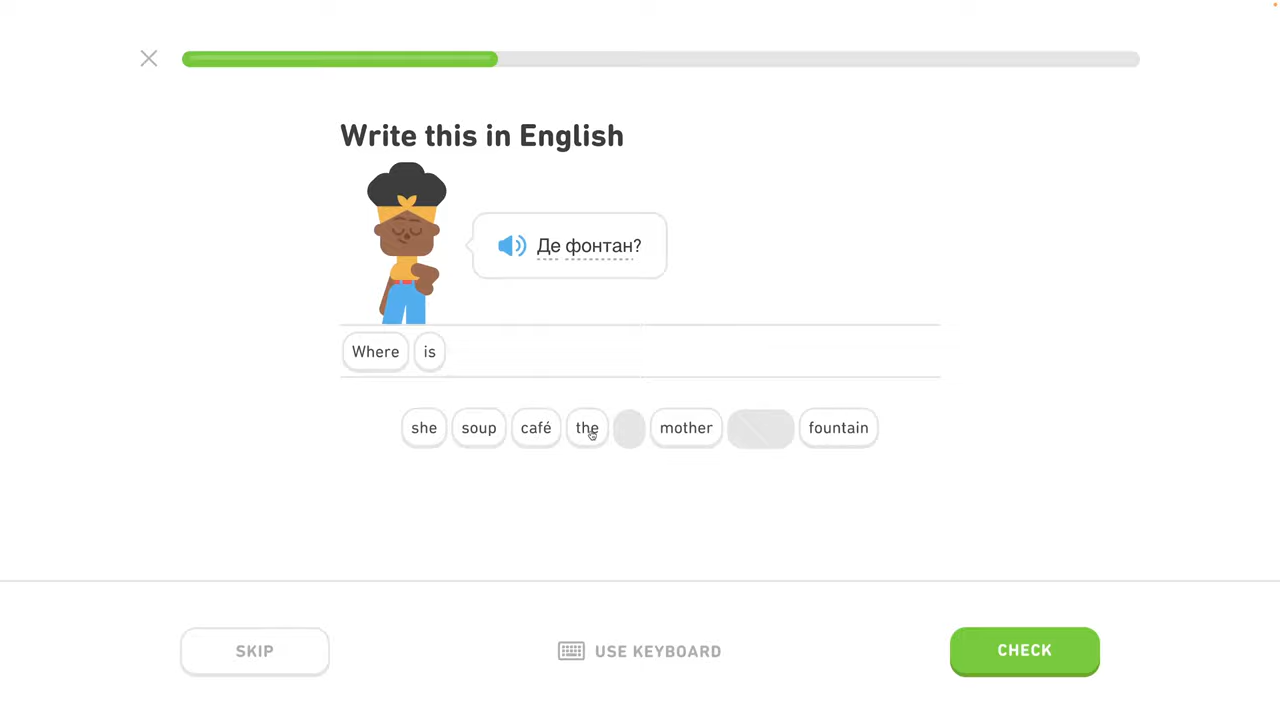 Write this in English
Де фонтан?
Where is
she soup café the mother fountain
SKIP USE KEYBOARD CHECK